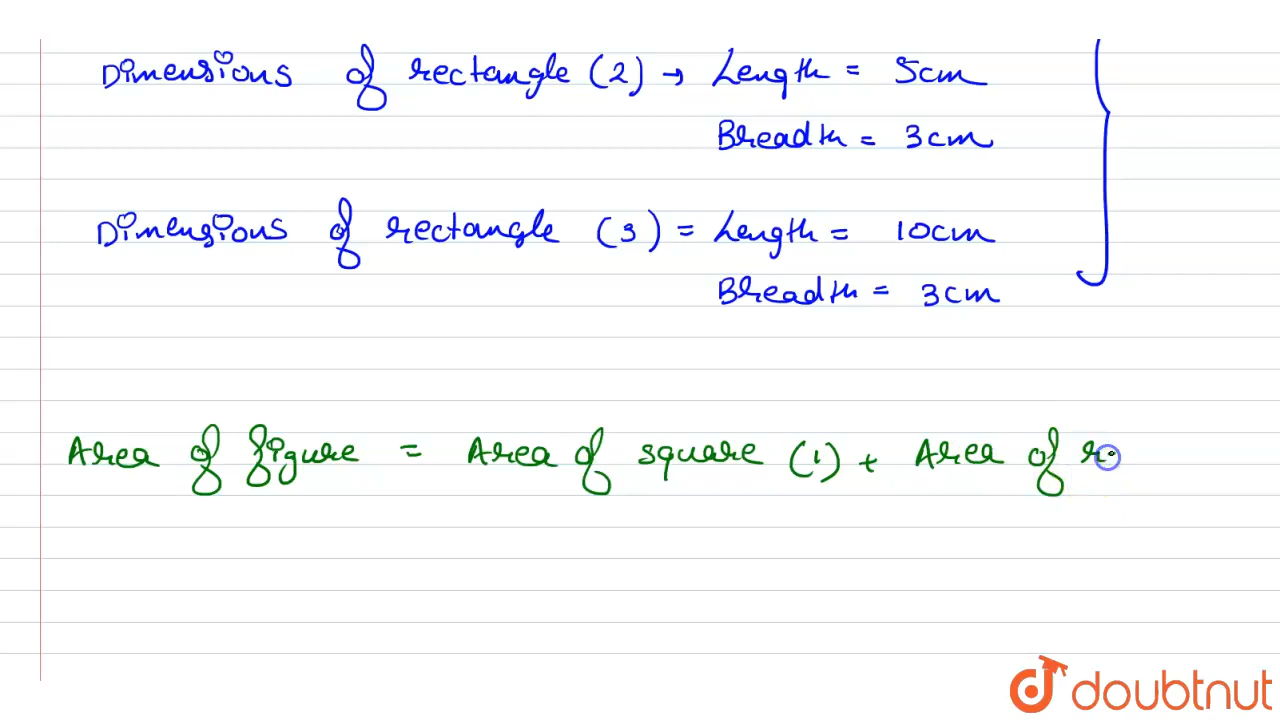 Dimensions of rectangle (2) → Length = 5cm
Breadth = 3cm
Dimensions of rectangle (3) = Length = 10cm
Breadth = 3cm
Area of figure = Area of square (1) + Area of r
doubtnut